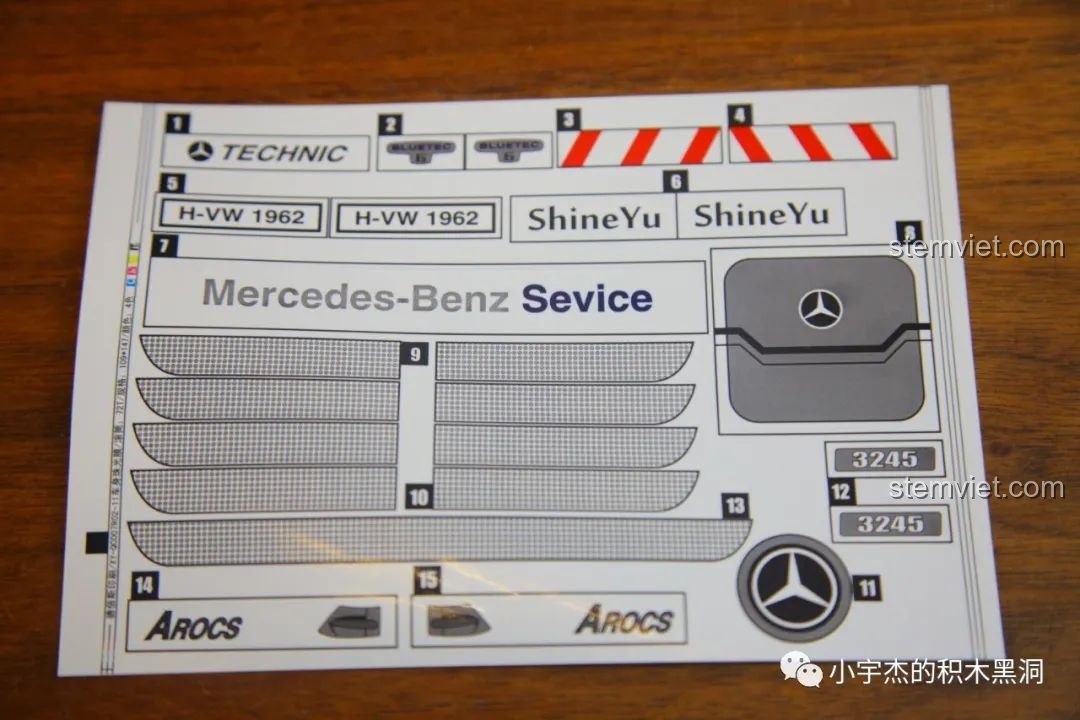 1
TECHNIC
2
BLUETEC
6
BLUETEC
6
3
4
5
H-VW 1962
H-VW 1962
6
ShineYu
ShineYu
7
Mercedes-Benz Sevice
8
stemviet.com
9
10
3245
12
stemviet.com
3245
13
11
14
AROCS
15
AROCS
小宇杰的积木黑洞